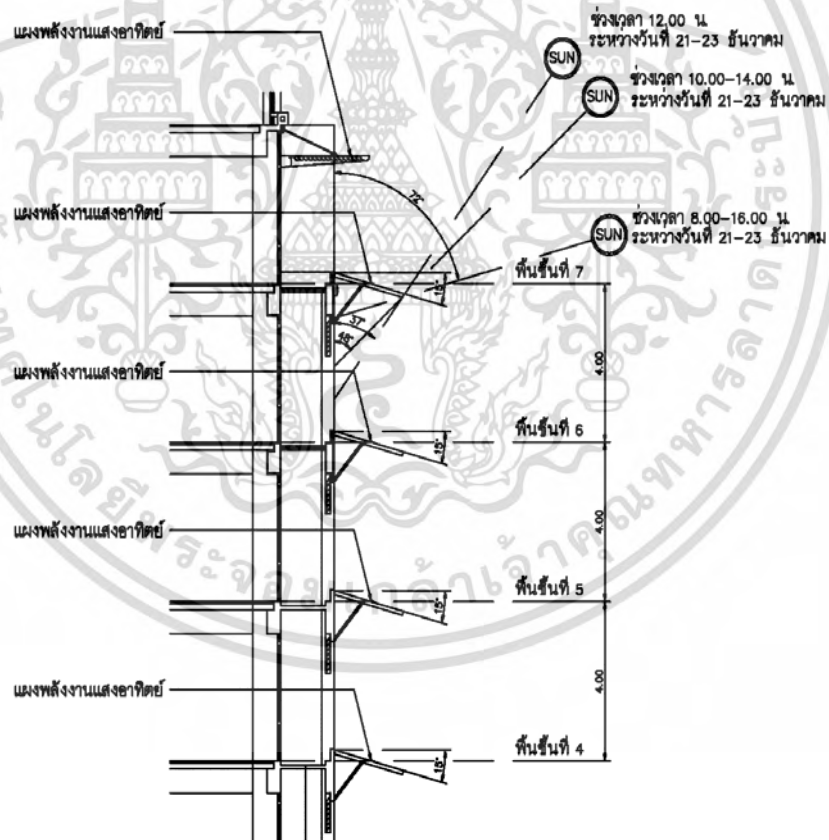 แผงพลังงานแสงอาทิตย์
SUN
ช่วงเวลา 12.00 น.
ระหว่างวันที่ 21-23 ธันวาคม
SUN
ช่วงเวลา 10.00-14.00 น.
ระหว่างวันที่ 21-23 ธันวาคม
แผงพลังงานแสงอาทิตย์
SUN
ช่วงเวลา 8.00-16.00 น.
ระหว่างวันที่ 21-23 ธันวาคม
พื้นชั้นที่ 7
15°
37°
48°
4.00
แผงพลังงานแสงอาทิตย์
พื้นชั้นที่ 6
15°
4.00
แผงพลังงานแสงอาทิตย์
พื้นชั้นที่ 5
15°
4.00
แผงพลังงานแสงอาทิตย์
พื้นชั้นที่ 4
15°